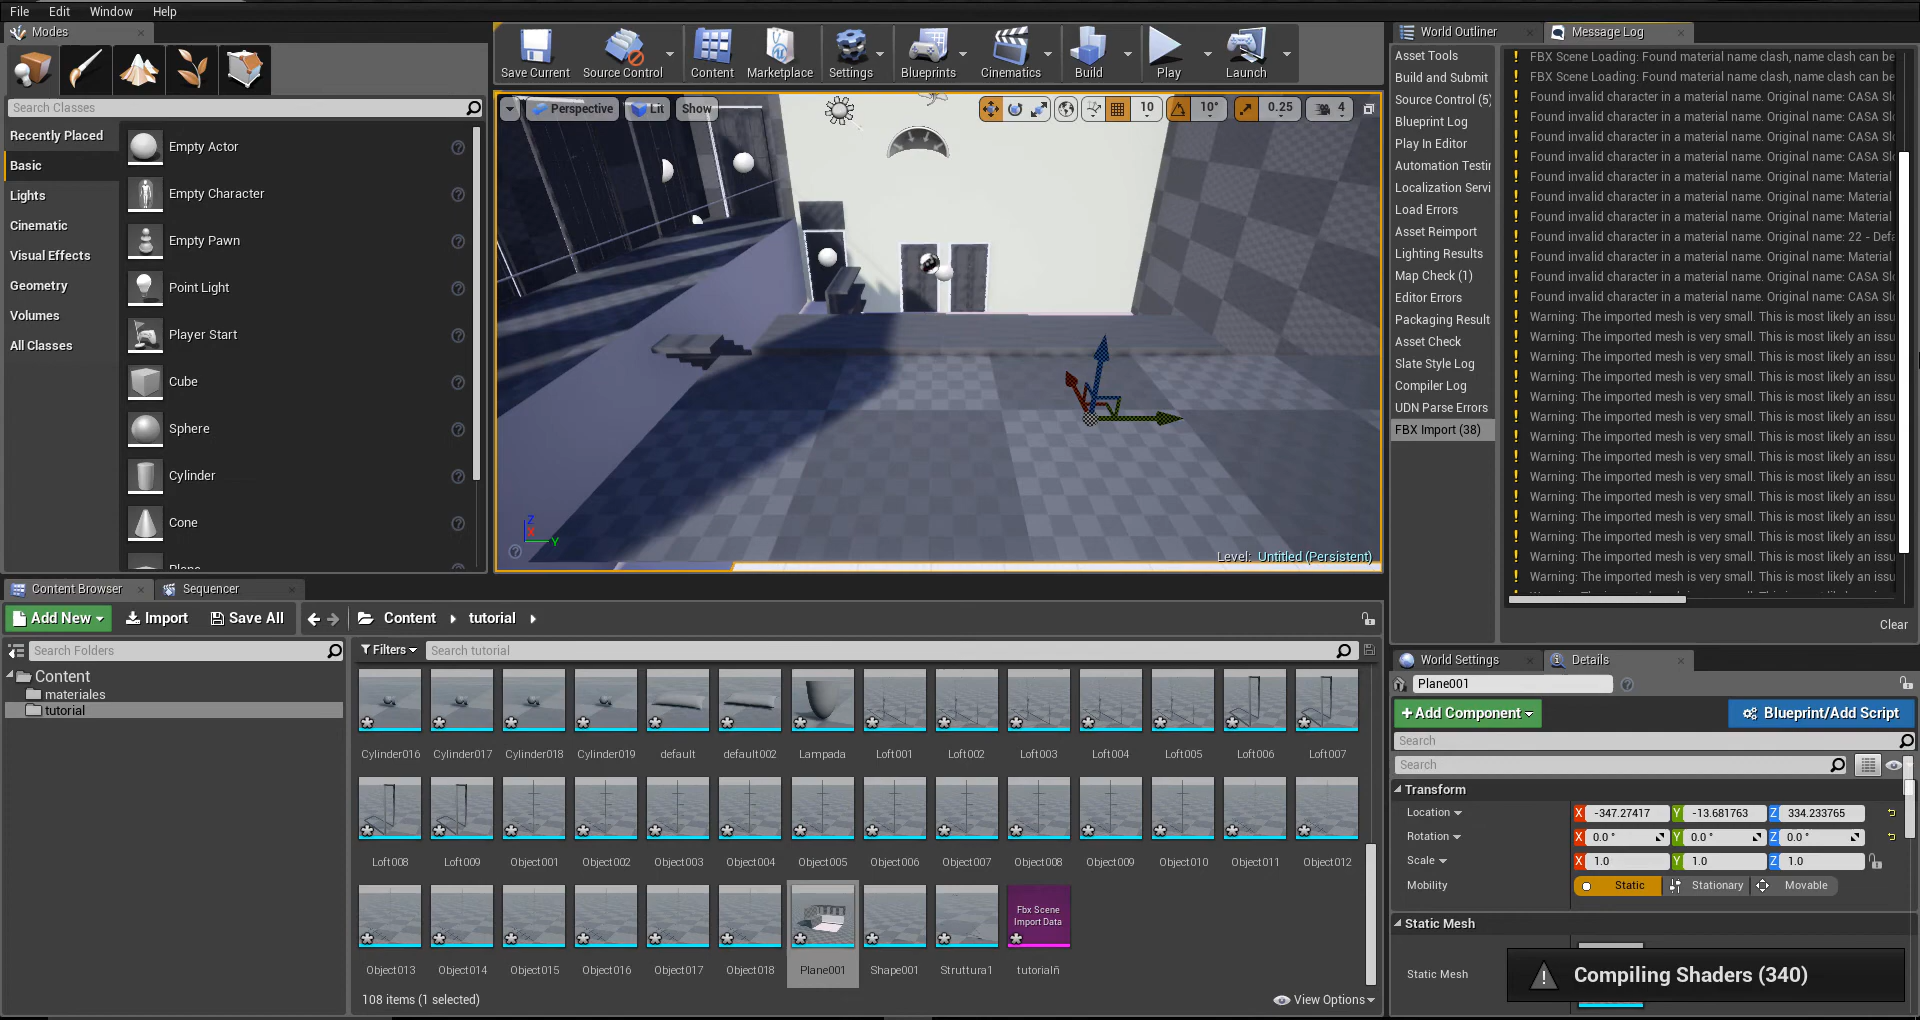 File Edit Window Help
Modes
Search Classes
Recently Placed
Basic
Lights
Cinematic
Visual Effects
Geometry
Volumes
All Classes
Empty Actor
Empty Character
Empty Pawn
Point Light
Player Start
Cube
Sphere
Cylinder
Cone
Save Current Source Control Content Marketplace Settings Blueprints Cinematics Build Play Launch
Perspective Lit Show 10 10° 0.25 4
Z
X
Y
Level: Untitled (Persistent)
World Outliner Message Log
Asset Tools
Build and Submit
Source Control (5)
Blueprint Log
Play In Editor
Automation Testin
Localization Servi
Load Errors
Asset Reimport
Lighting Results
Map Check (1)
Editor Errors
Packaging Result
Asset Check
Slate Style Log
Compiler Log
UDN Parse Errors
FBX Import (38)
FBX Scene Loading: Found material name clash, name clash can be
FBX Scene Loading: Found material name clash, name clash can be
Found invalid character in a material name. Original name: CASA Sl
Found invalid character in a material name. Original name: CASA Sl
Found invalid character in a material name. Original name: CASA Sl
Found invalid character in a material name. Original name: CASA Sl
Found invalid character in a material name. Original name: Material
Found invalid character in a material name. Original name: Material
Found invalid character in a material name. Original name: Material
Found invalid character in a material name. Original name: 22 - Defa
Found invalid character in a material name. Original name: Material
Found invalid character in a material name. Original name: CASA Sl
Found invalid character in a material name. Original name: CASA Sl
Warning: The imported mesh is very small. This is most likely an issu
Warning: The imported mesh is very small. This is most likely an issu
Warning: The imported mesh is very small. This is most likely an issu
Warning: The imported mesh is very small. This is most likely an issu
Warning: The imported mesh is very small. This is most likely an issu
Warning: The imported mesh is very small. This is most likely an issu
Warning: The imported mesh is very small. This is most likely an issu
Warning: The imported mesh is very small. This is most likely an issu
Warning: The imported mesh is very small. This is most likely an issu
Warning: The imported mesh is very small. This is most likely an issu
Warning: The imported mesh is very small. This is most likely an issu
Warning: The imported mesh is very small. This is most likely an issu
Warning: The imported mesh is very small. This is most likely an issu
Warning: The imported mesh is very small. This is most likely an issu
Clear
Content Browser Sequencer
Add New Import Save All Content tutorial
Search Folders
Content
materiales
tutorial
Filters Search tutorial
Cylinder016 Cylinder017 Cylinder018 Cylinder019 default default002 Lampada Loft001 Loft002 Loft003 Loft004 Loft005 Loft006 Loft007
Loft008 Loft009 Object001 Object002 Object003 Object004 Object005 Object006 Object007 Object008 Object009 Object010 Object011 Object012
Fbx Scene
Import Data
Object013 Object014 Object015 Object016 Object017 Object018 Plane001 Shape001 Struttura1 tutorialñ
108 items (1 selected)
View Options
World Settings Details
Plane001
+Add Component Blueprint/Add Script
Search
Search
Transform
Location X -347.27417 Y -13.681763 Z 334.233765
Rotation X 0.0 ° Y 0.0 ° Z 0.0 °
Scale X 1.0 Y 1.0 Z 1.0
Mobility Static Stationary Movable
Static Mesh
Static Mesh
Compiling Shaders (340)